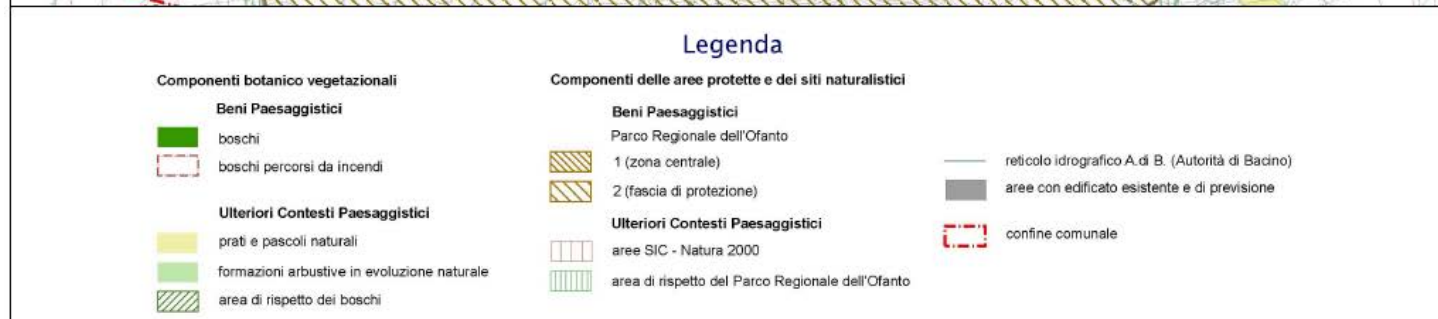 Legenda
Componenti botanico vegetazionali
Beni Paesaggistici
boschi
boschi percorsi da incendi
Ulteriori Contesti Paesaggistici
prati e pascoli naturali
formazioni arbustive in evoluzione naturale
area di rispetto dei boschi
Componenti delle aree protette e dei siti naturalistici
Beni Paesaggistici
Parco Regionale dell'Ofanto
1 (zona centrale)
2 (fascia di protezione)
Ulteriori Contesti Paesaggistici
aree SIC - Natura 2000
area di rispetto del Parco Regionale dell'Ofanto
reticolo idrografico A.di B. (Autorità di Bacino)
aree con edificato esistente e di previsione
confine comunale